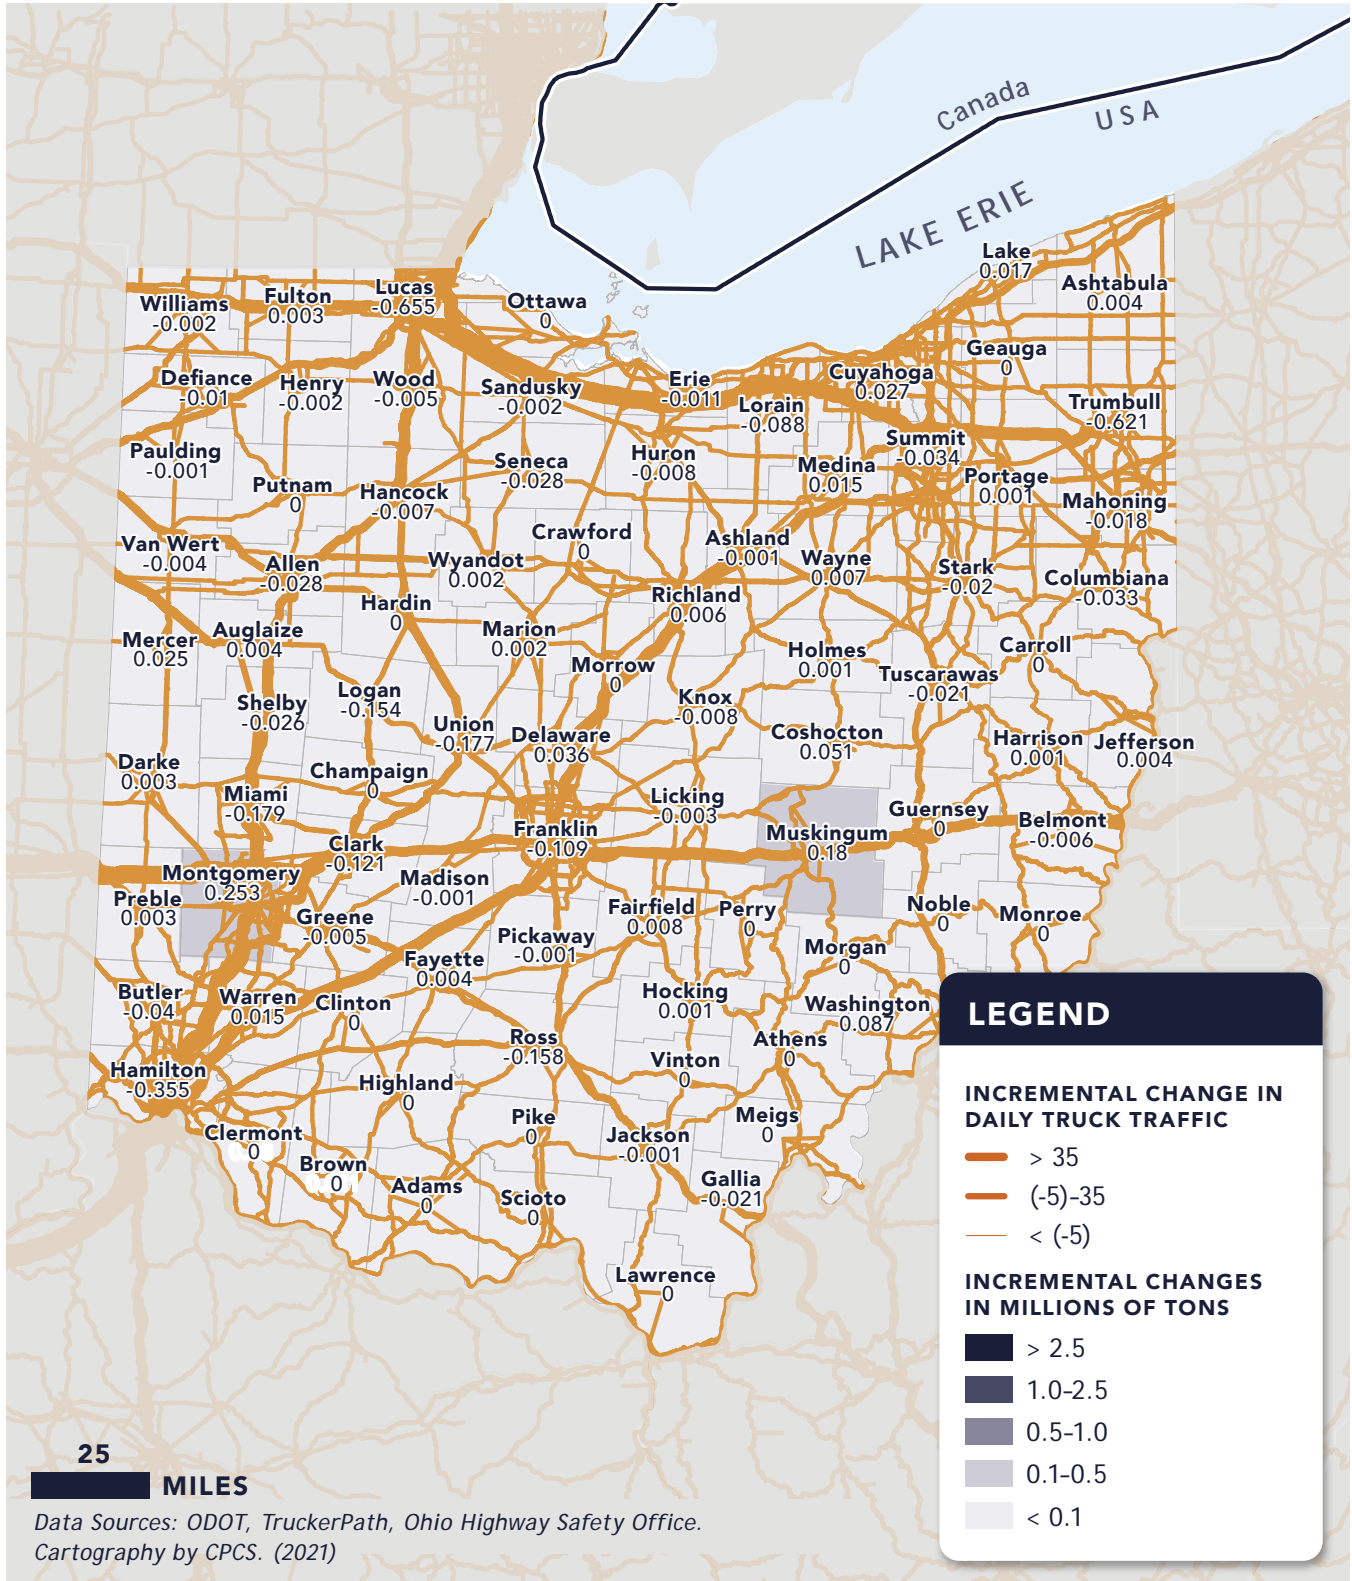 Canada
USA
LAKE ERIE
Lake
0.017
Ashtabula
0.004
Williams
-0.002
Fulton
0.003
Lucas
-0.655
Ottawa
0
Geauga
0
Defiance
-0.01
Henry
-0.002
Wood
-0.005
Sandusky
-0.002
Erie
-0.011
Lorain
-0.088
Cuyahoga
0.027
Trumbull
-0.621
Paulding
-0.001
Putnam
0
Hancock
-0.007
Seneca
-0.028
Huron
-0.008
Medina
0.015
Summit
-0.034
Portage
0.001
Mahoning
-0.018
Van Wert
-0.004
Allen
-0.028
Wyandot
0.002
Crawford
0
Ashland
-0.001
Wayne
0.007
Stark
-0.02
Columbiana
-0.033
Hardin
0
Richland
0.006
Mercer
0.025
Auglaize
0.004
Marion
0.002
Morrow
0
Holmes
0.001
Tuscarawas
-0.021
Carroll
0
Shelby
-0.026
Logan
-0.154
Union
-0.177
Delaware
0.036
Knox
-0.008
Coshocton
0.051
Harrison
0.001
Jefferson
0.004
Darke
0.003
Miami
-0.179
Champaign
0
Licking
-0.003
Muskingum
0.18
Guernsey
0
Belmont
-0.006
Clark
-0.121
Franklin
-0.109
Montgomery
0.253
Madison
-0.001
Preble
0.003
Greene
-0.005
Pickaway
-0.001
Fairfield
0.008
Perry
0
Noble
0
Monroe
0
Morgan
0
Fayette
0.004
Butler
-0.04
Warren
0.015
Clinton
0
Hocking
0.001
Washington
0.087
Ross
-0.158
Athens
0
Vinton
0
Hamilton
-0.355
Highland
0
Pike
0
Jackson
-0.001
Meigs
0
Clermont
0
Brown
0
Adams
0
Scioto
0
Gallia
-0.021
Lawrence
0
LEGEND
INCREMENTAL CHANGE IN
DAILY TRUCK TRAFFIC
> 35
(-5)–35
< (-5)
INCREMENTAL CHANGES
IN MILLIONS OF TONS
> 2.5
1.0–2.5
0.5–1.0
0.1–0.5
< 0.1
25
MILES
Data Sources: ODOT, TruckerPath, Ohio Highway Safety Office.
Cartography by CPCS. (2021)